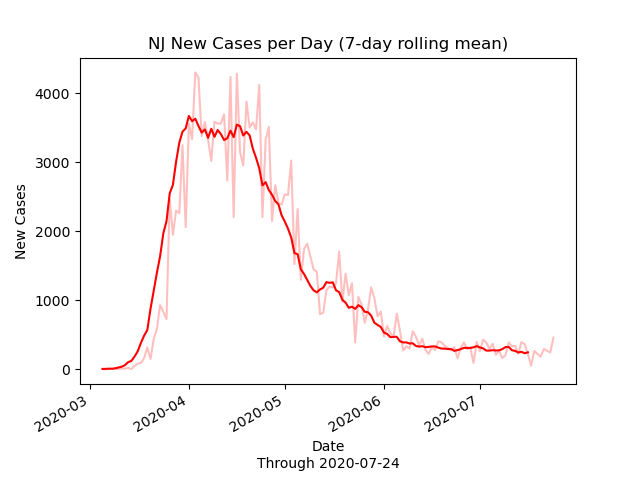 NJ New Cases per Day (7-day rolling mean)
New Cases
4000
3000
2000
1000
0
2020-03
2020-04
2020-05
2020-06
2020-07
Date
Through 2020-07-24